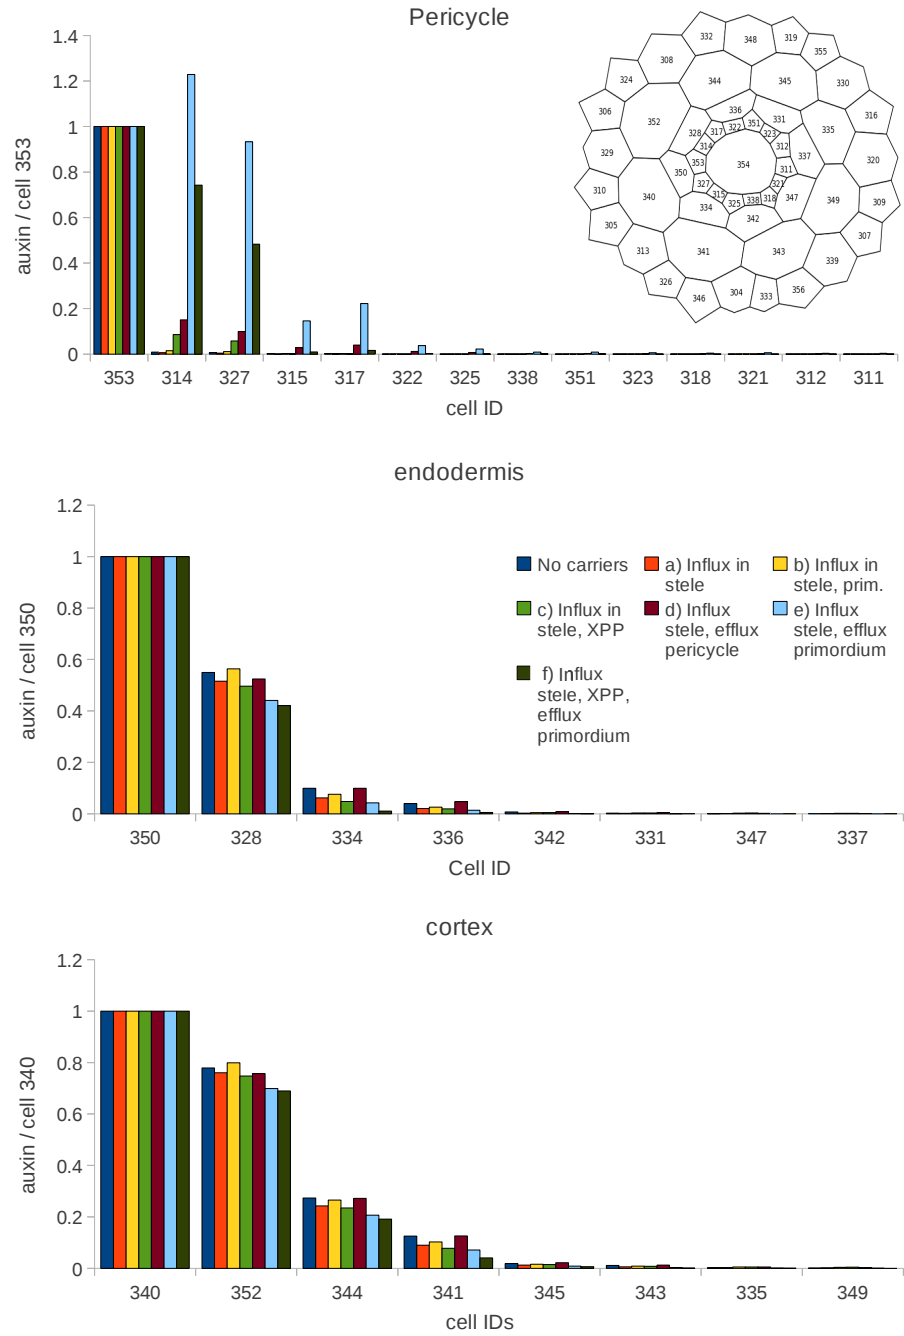 Pericycle
1.4
1.2
1
0.8
0.6
0.4
0.2
0
auxin / cell 353
353 314 327 315 317 322 325 338 351 323 318 321 312 311
cell ID
332 348 319 355
308 344 345 330
324 306 352 336 351 331 335 316
328 317 322 323 312 337
314 354 311 320
329 353 350 327 315 325 338 318 321 347 349 309
310 340 334 342 307
305 313 341 343 339
326 346 304 333 356
endodermis
1.2
1
0.8
0.6
0.4
0.2
0
auxin / cell 350
350 328 334 336 342 331 347 337
Cell ID
No carriers
a) Influx in
stele
b) Influx in
stele, prim.
c) Influx in
stele, XPP
d) Influx
stele, efflux
pericycle
e) Influx
stele, efflux
primordium
f) Influx
stele, XPP,
efflux
primordium
cortex
1.2
1
0.8
0.6
0.4
0.2
0
auxin / cell 340
340 352 344 341 345 343 335 349
cell IDs